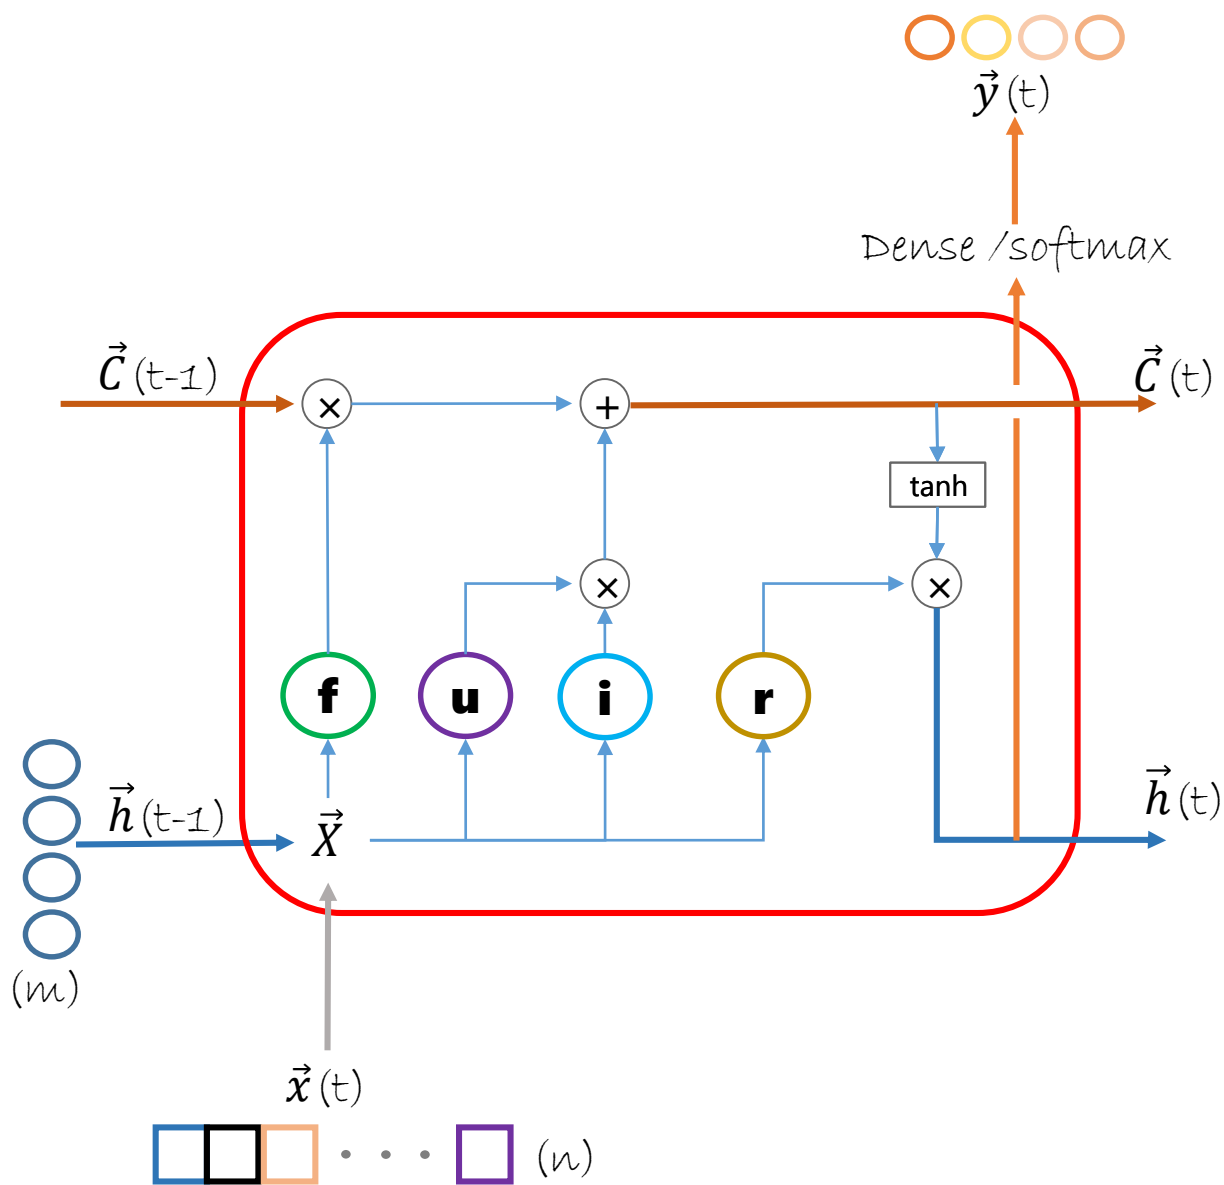 y⃗ (t)
Dense /softmax
C⃗ (t-1)
C⃗ (t)
×
+
tanh
×
×
f
u
i
r
h⃗ (t-1)
X⃗
h⃗ (t)
(m)
x⃗ (t)
(n)